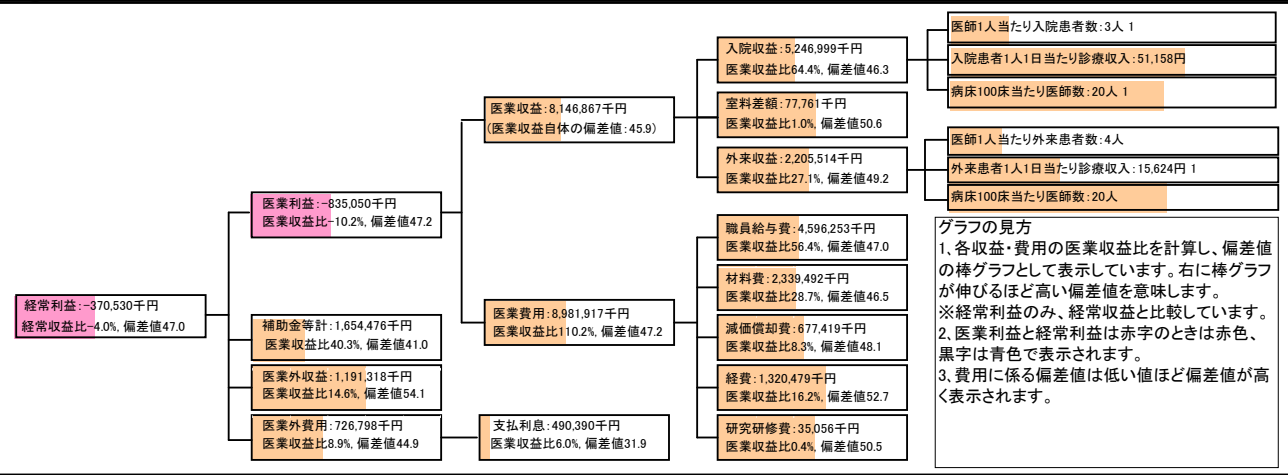 経常利益:-370,530千円
経常収益比-4.0%, 偏差値47.0
医業利益:-835,050千円
医業収益比-10.2%, 偏差値47.2
補助金等計:1,654,476千円
医業収益比40.3%, 偏差値41.0
医業外収益:1,191,318千円
医業収益比14.6%, 偏差値54.1
医業外費用:726,798千円
医業収益比8.9%, 偏差値44.9
医業収益:8,146,867千円
(医業収益自体の偏差値:45.9)
医業費用:8,981,917千円
医業収益比110.2%, 偏差値47.2
支払利息:490,390千円
医業収益比6.0%, 偏差値31.9
入院収益:5,246,999千円
医業収益比64.4%, 偏差値46.3
室料差額:77,761千円
医業収益比1.0%, 偏差値50.6
外来収益:2,205,514千円
医業収益比27.1%, 偏差値49.2
職員給与費:4,596,253千円
医業収益比56.4%, 偏差値47.0
材料費:2,339,492千円
医業収益比28.7%, 偏差値46.5
減価償却費:677,419千円
医業収益比8.3%, 偏差値48.1
経費:1,320,479千円
医業収益比16.2%, 偏差値52.7
研究研修費:35,056千円
医業収益比0.4%, 偏差値50.5
医師1人当たり入院患者数:3人 1
入院患者1人1日当たり診療収入:51,158円
病床100床当たり医師数:20人 1
医師1人当たり外来患者数:4人
外来患者1人1日当たり診療収入:15,624円 1
病床100床当たり医師数:20人
グラフの見方
1、各収益・費用の医業収益比を計算し、偏差値
の棒グラフとして表示しています。右に棒グラフ
が伸びるほど高い偏差値を意味します。
※経常利益のみ、経常収益と比較しています。
2、医業利益と経常利益は赤字のときは赤色、
黒字は青色で表示されます。
3、費用に係る偏差値は低い値ほど偏差値が高
く表示されます。